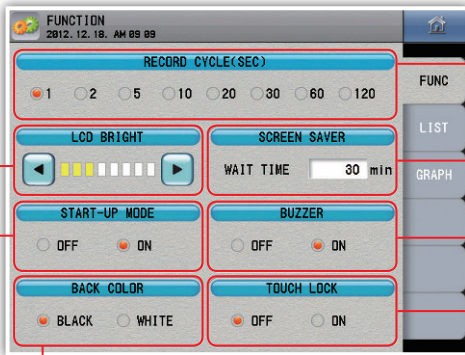 FUNCTION
2012. 12. 18. AM 09 09
RECORD CYCLE(SEC)
1 2 5 10 20 30 60 120
LCD BRIGHT
SCREEN SAVER
WAIT TIME 30 min
START-UP MODE
BUZZER
OFF ON
OFF ON
BACK COLOR
TOUCH LOCK
BLACK WHITE
OFF ON
FUNC
LIST
GRAPH